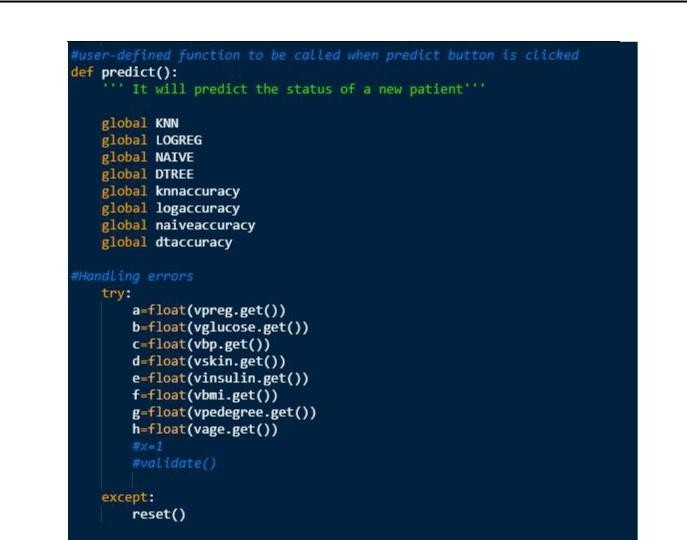 #user-defined function to be called when predict button is clicked
def predict():
    ''' It will predict the status of a new patient'''
    global KNN
    global LOGREG
    global NAIVE
    global DTREE
    global knnaccuracy
    global logaccuracy
    global naiveaccuracy
    global dtaccuracy
#Handling errors
    try:
        a=float(vpreg.get())
        b=float(vglucose.get())
        c=float(vbp.get())
        d=float(vskin.get())
        e=float(vinsulin.get())
        f=float(vbmi.get())
        g=float(vpedegree.get())
        h=float(vage.get())
        #x=1
        #validate()
    except:
        reset()